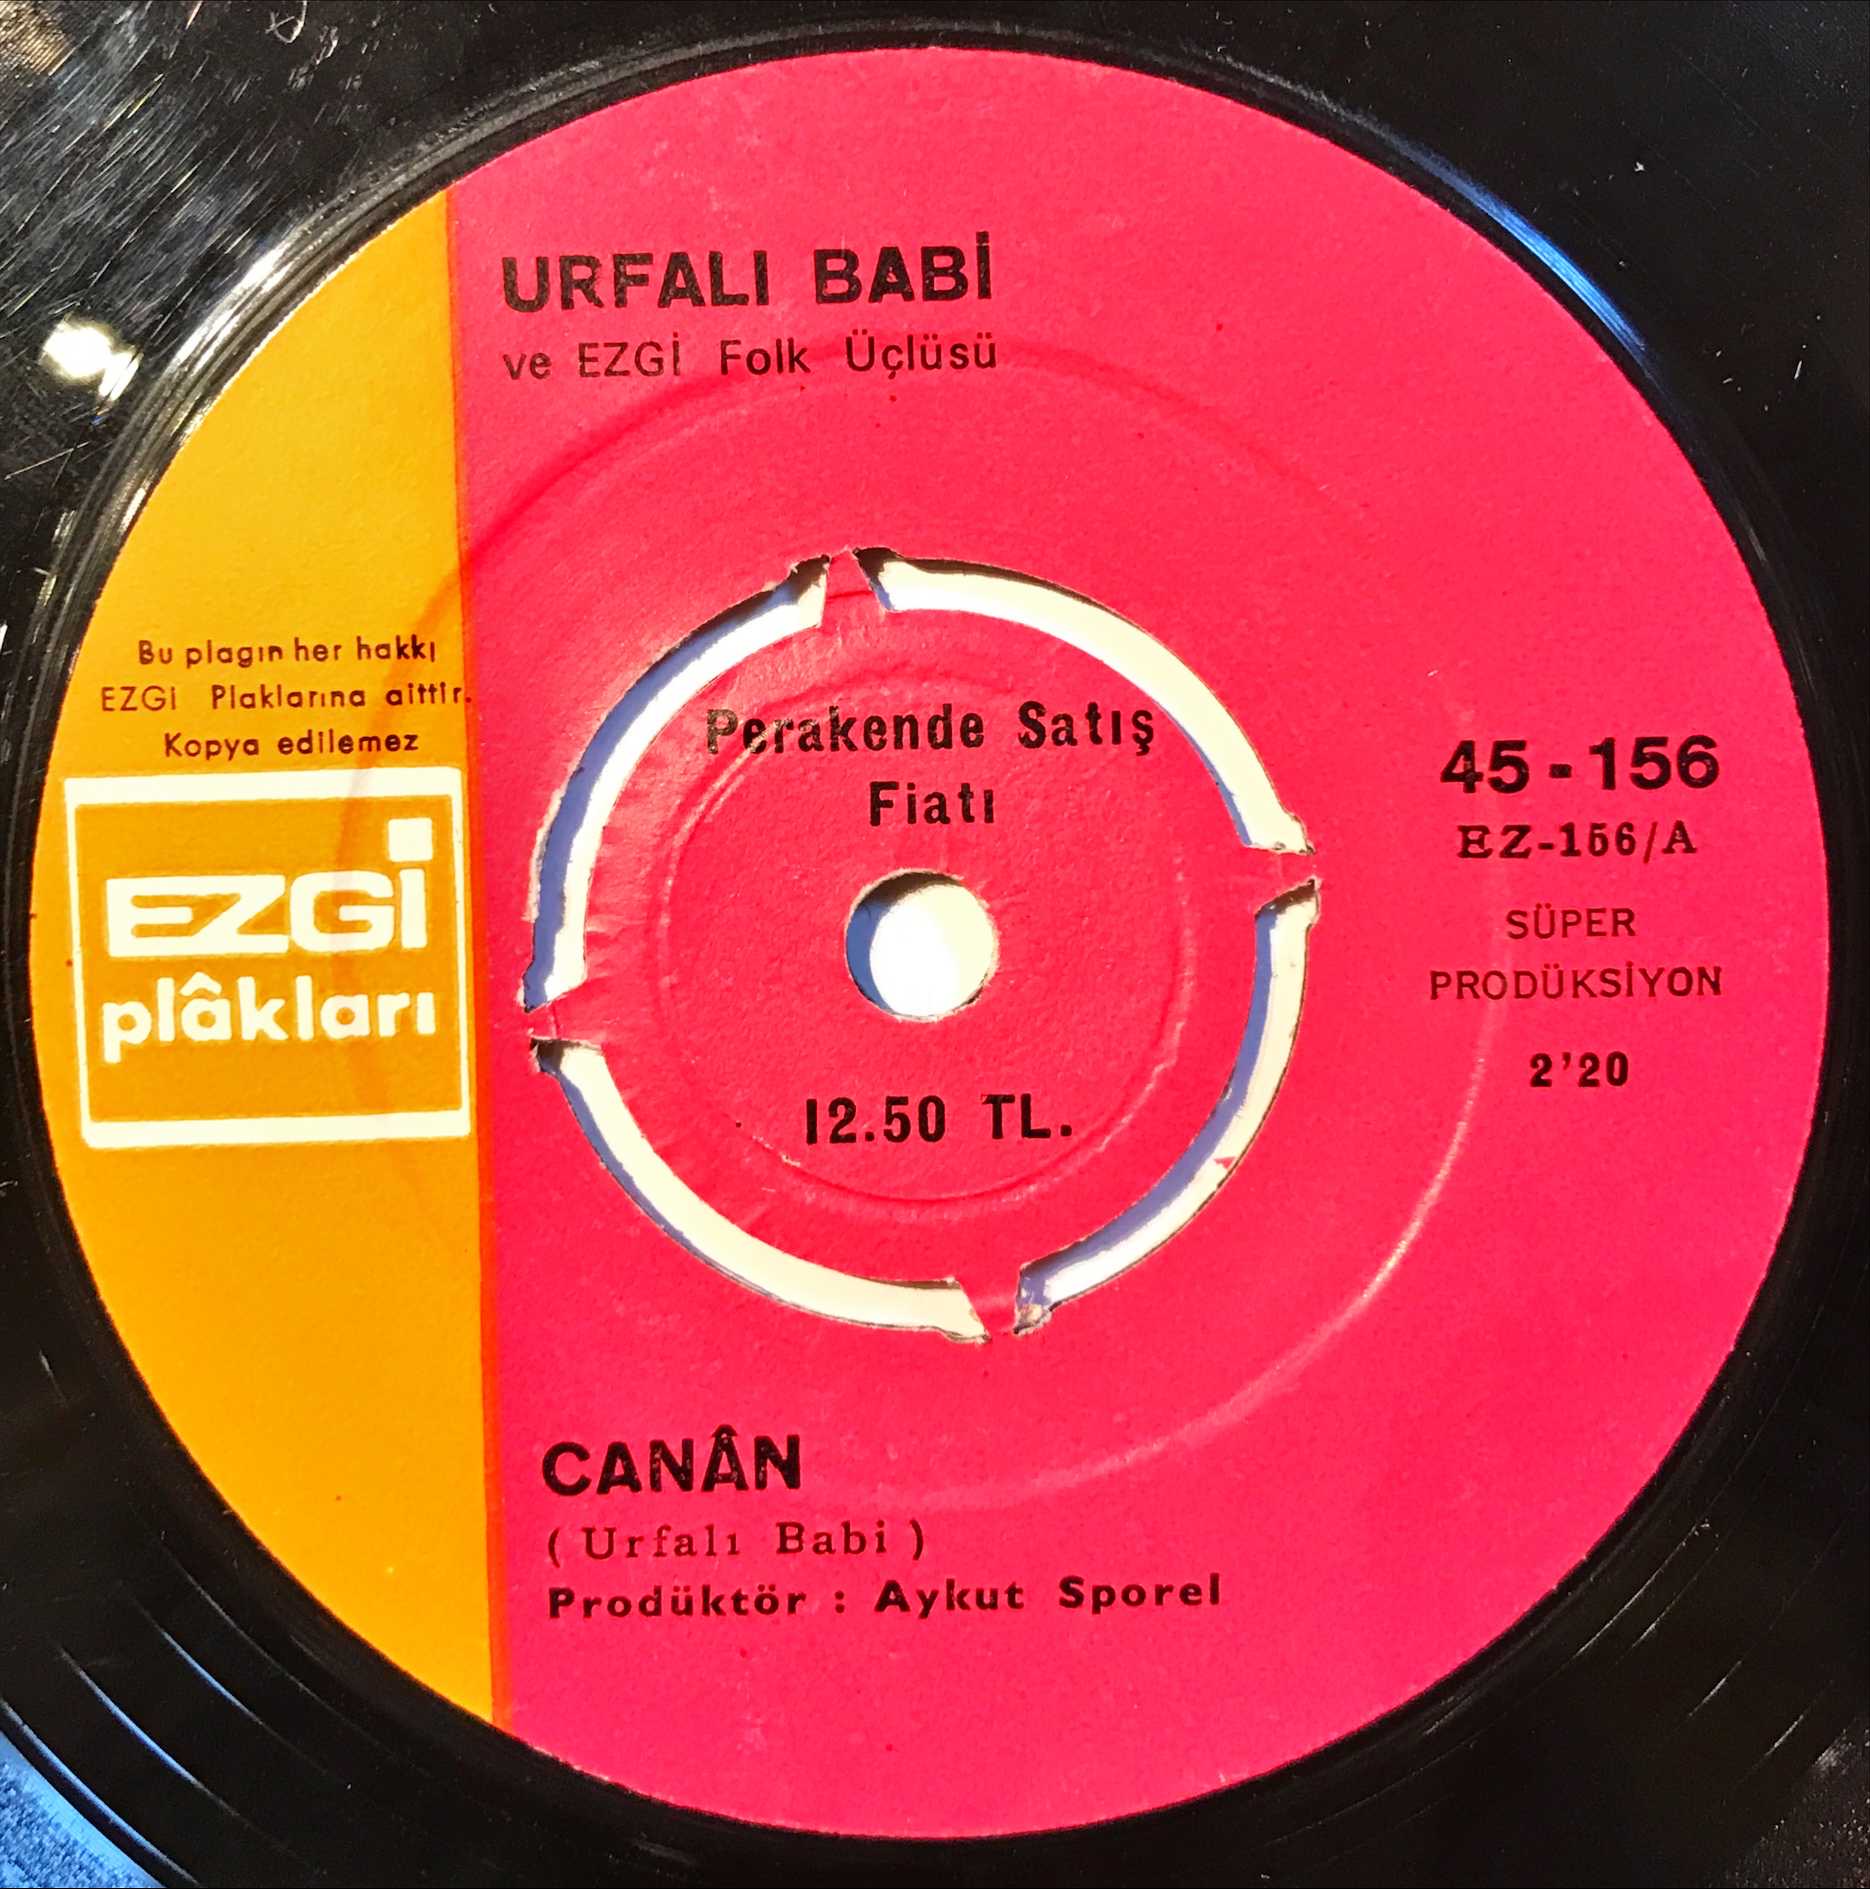 URFALI BABİ
ve EZGİ Folk Üçlüsü
Bu plagın her hakkı
EZGİ Plaklarına aittir.
Kopya edilemez
EZGİ
plâkları
Perakende Satış
Fiatı
12.50 TL.
45-156
EZ-156/A
SÜPER
PRODÜKSİYON
2'20
CANÂN
(Urfalı Babi)
Prodüktör : Aykut Sporel